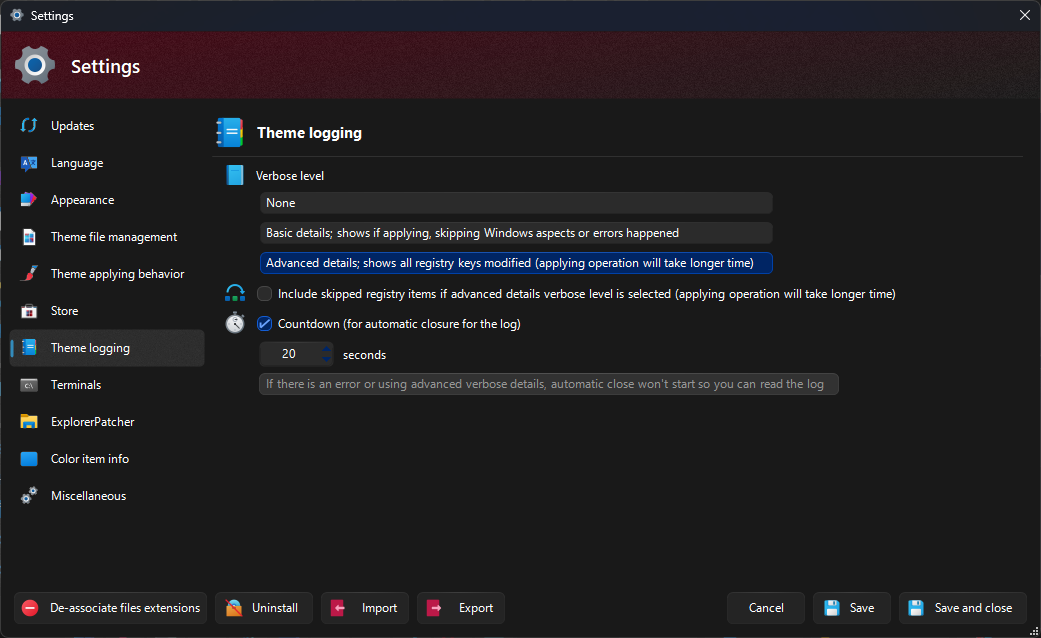 Settings
Settings
Updates
Language
Appearance
Theme file management
Theme applying behavior
Store
Theme logging
Terminals
ExplorerPatcher
Color item info
Miscellaneous
Theme logging
Verbose level
None
Basic details; shows if applying, skipping Windows aspects or errors happened
Advanced details; shows all registry keys modified (applying operation will take longer time)
Include skipped registry items if advanced details verbose level is selected (applying operation will take longer time)
Countdown (for automatic closure for the log)
20 seconds
If there is an error or using advanced verbose details, automatic close won't start so you can read the log
De-associate files extensions Uninstall Import Export Cancel Save Save and close